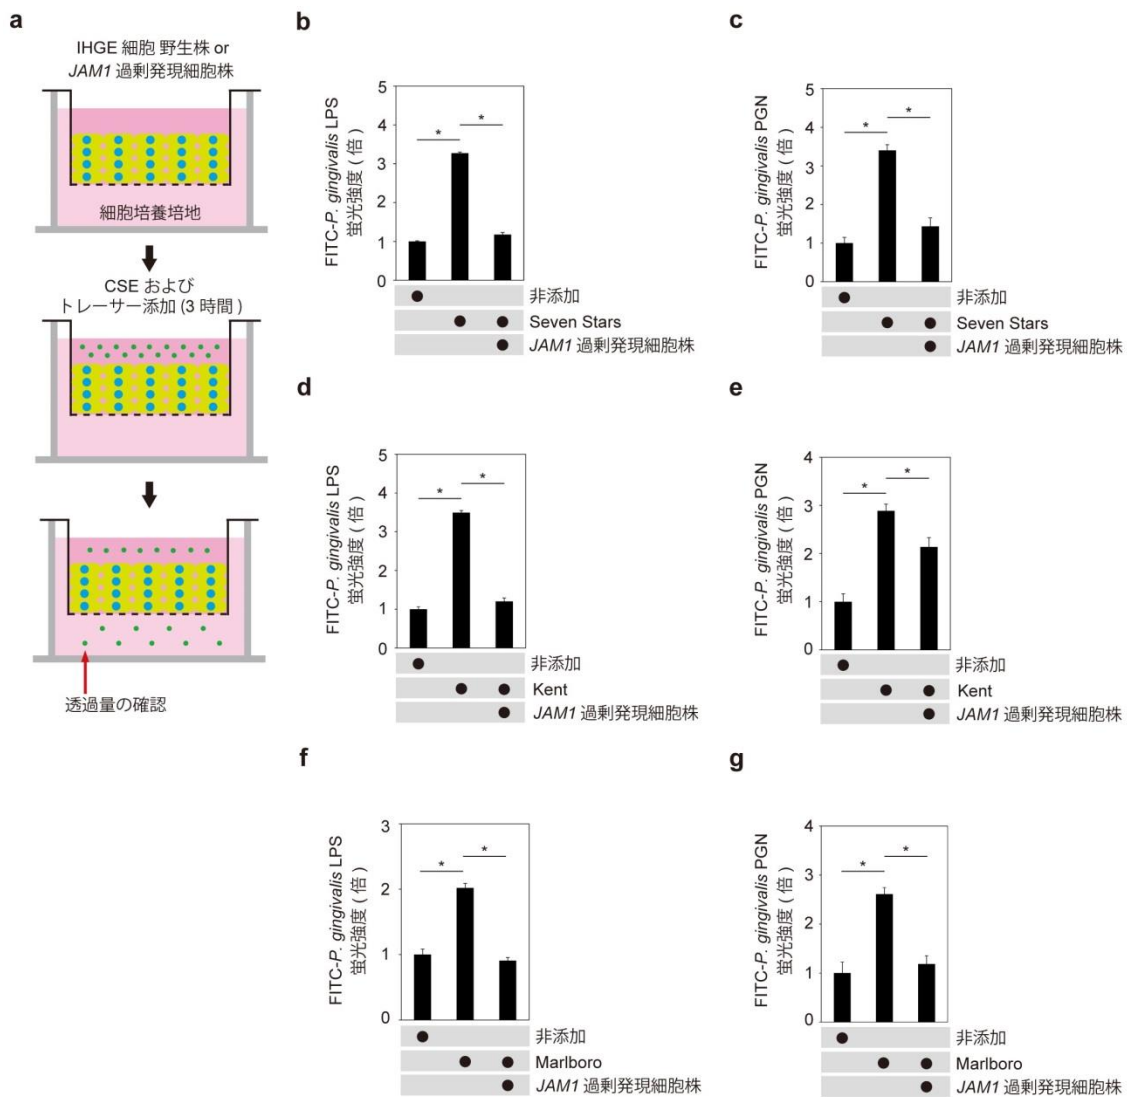 a
IHGE 細胞 野生株 or
JAM1 過剰発現細胞株
細胞培養培地
CSE および
トレーサー添加 (3 時間 )
透過量の確認
b
FITC-P. gingivalis LPS
蛍光強度 ( 倍 )
5
4
3
2
1
0
*
*
非添加
Seven Stars
JAM1 過剰発現細胞株
c
FITC-P. gingivalis PGN
蛍光強度 ( 倍 )
5
4
3
2
1
0
*
*
非添加
Seven Stars
JAM1 過剰発現細胞株
d
FITC-P. gingivalis LPS
蛍光強度 ( 倍 )
5
4
3
2
1
0
*
*
非添加
Kent
JAM1 過剰発現細胞株
e
FITC-P. gingivalis PGN
蛍光強度 ( 倍 )
4
3
2
1
0
*
*
非添加
Kent
JAM1 過剰発現細胞株
f
FITC-P. gingivalis LPS
蛍光強度 ( 倍 )
3
2
1
0
*
*
非添加
Marlboro
JAM1 過剰発現細胞株
g
FITC-P. gingivalis PGN
蛍光強度 ( 倍 )
4
3
2
1
0
*
*
非添加
Marlboro
JAM1 過剰発現細胞株